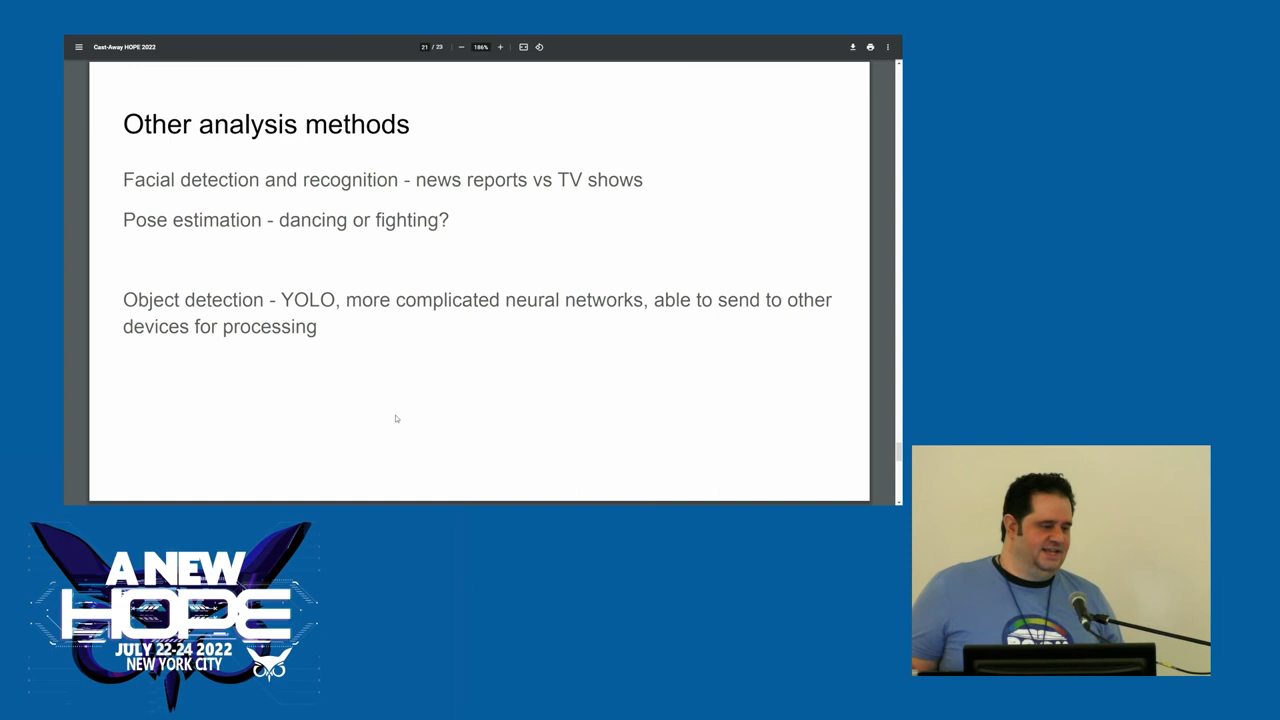 Cast-Away HOPE 2022
21 / 23
186%
Other analysis methods
Facial detection and recognition - news reports vs TV shows
Pose estimation - dancing or fighting?
Object detection - YOLO, more complicated neural networks, able to send to other
devices for processing
A NEW
HOPE
JULY 22-24 2022
NEW YORK CITY